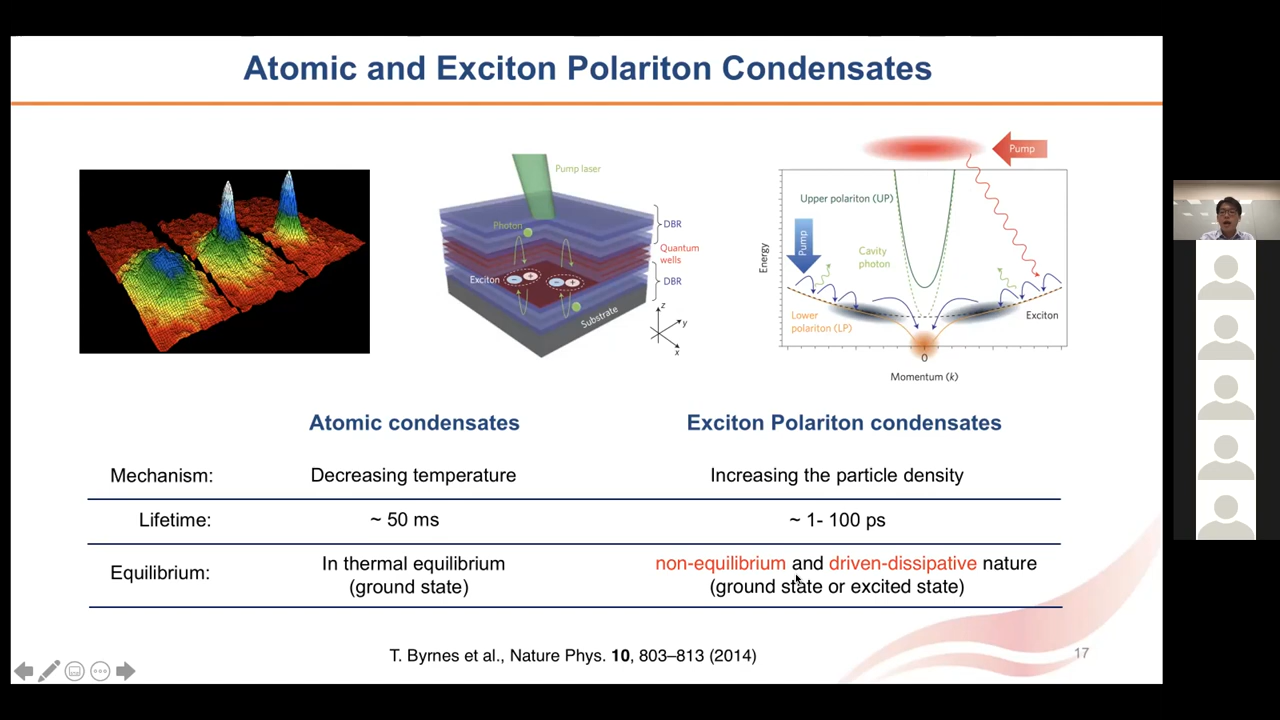 Atomic and Exciton Polariton Condensates
Pump laser
Photon
DBR
Quantum
wells
Exciton
DBR
Substrate
z
y
x
Pump
Upper polariton (UP)
Pump
Energy
Cavity
photon
Lower
polariton (LP)
Exciton
0
Momentum (k)
Atomic condensates
Exciton Polariton condensates
Mechanism:
Decreasing temperature
Increasing the particle density
Lifetime:
~ 50 ms
~ 1- 100 ps
Equilibrium:
In thermal equilibrium
(ground state)
non-equilibrium and driven-dissipative nature
(ground state or excited state)
T. Byrnes et al., Nature Phys. 10, 803–813 (2014)
17